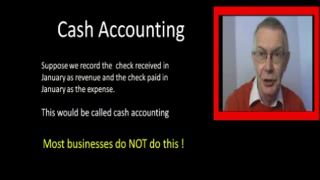 Cash Accounting
Suppose we record the check received in
January as revenue and the check paid in
January as the expense.
This would be called cash accounting
Most businesses do NOT do this !